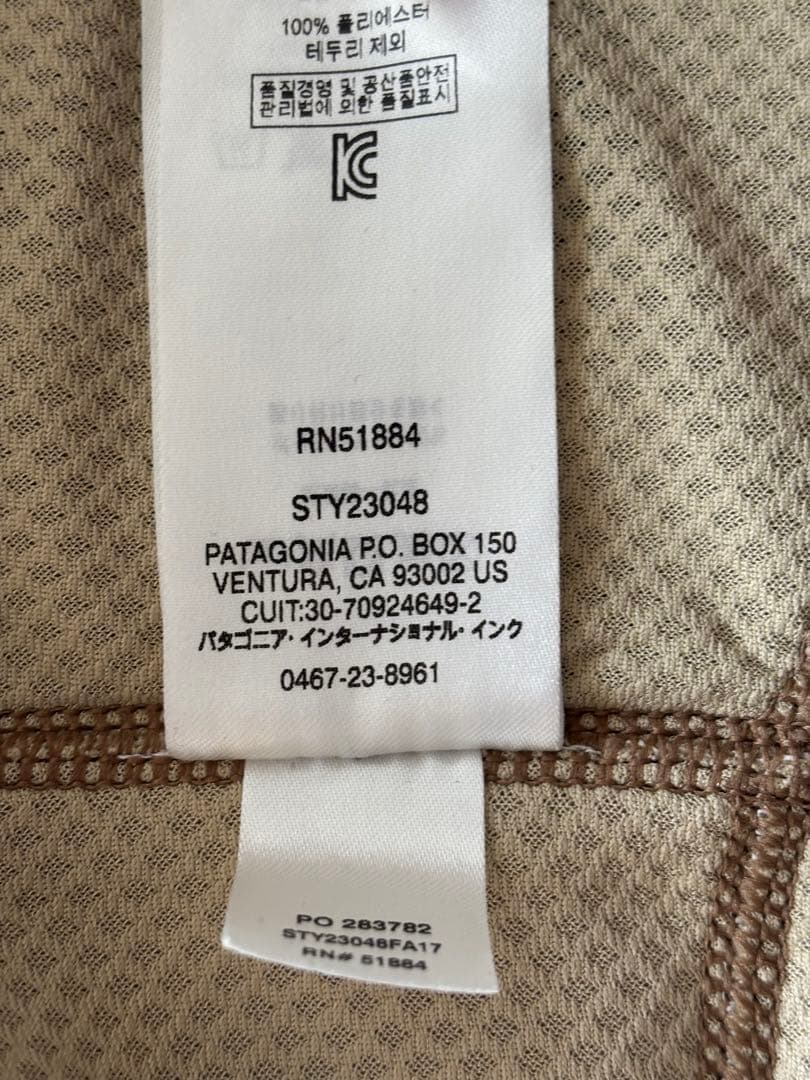 100% 폴리에스터
테두리 제외
품질경영 및 공산품안전
관리법에 의한 품질표시
KC
RN51884
STY23048
PATAGONIA P.O. BOX 150
VENTURA, CA 93002 US
CUIT:30-70924649-2
パタゴニア・インターナショナル・インク
0467-23-8961
PO 283782
STY23048FA17
RN# 51884